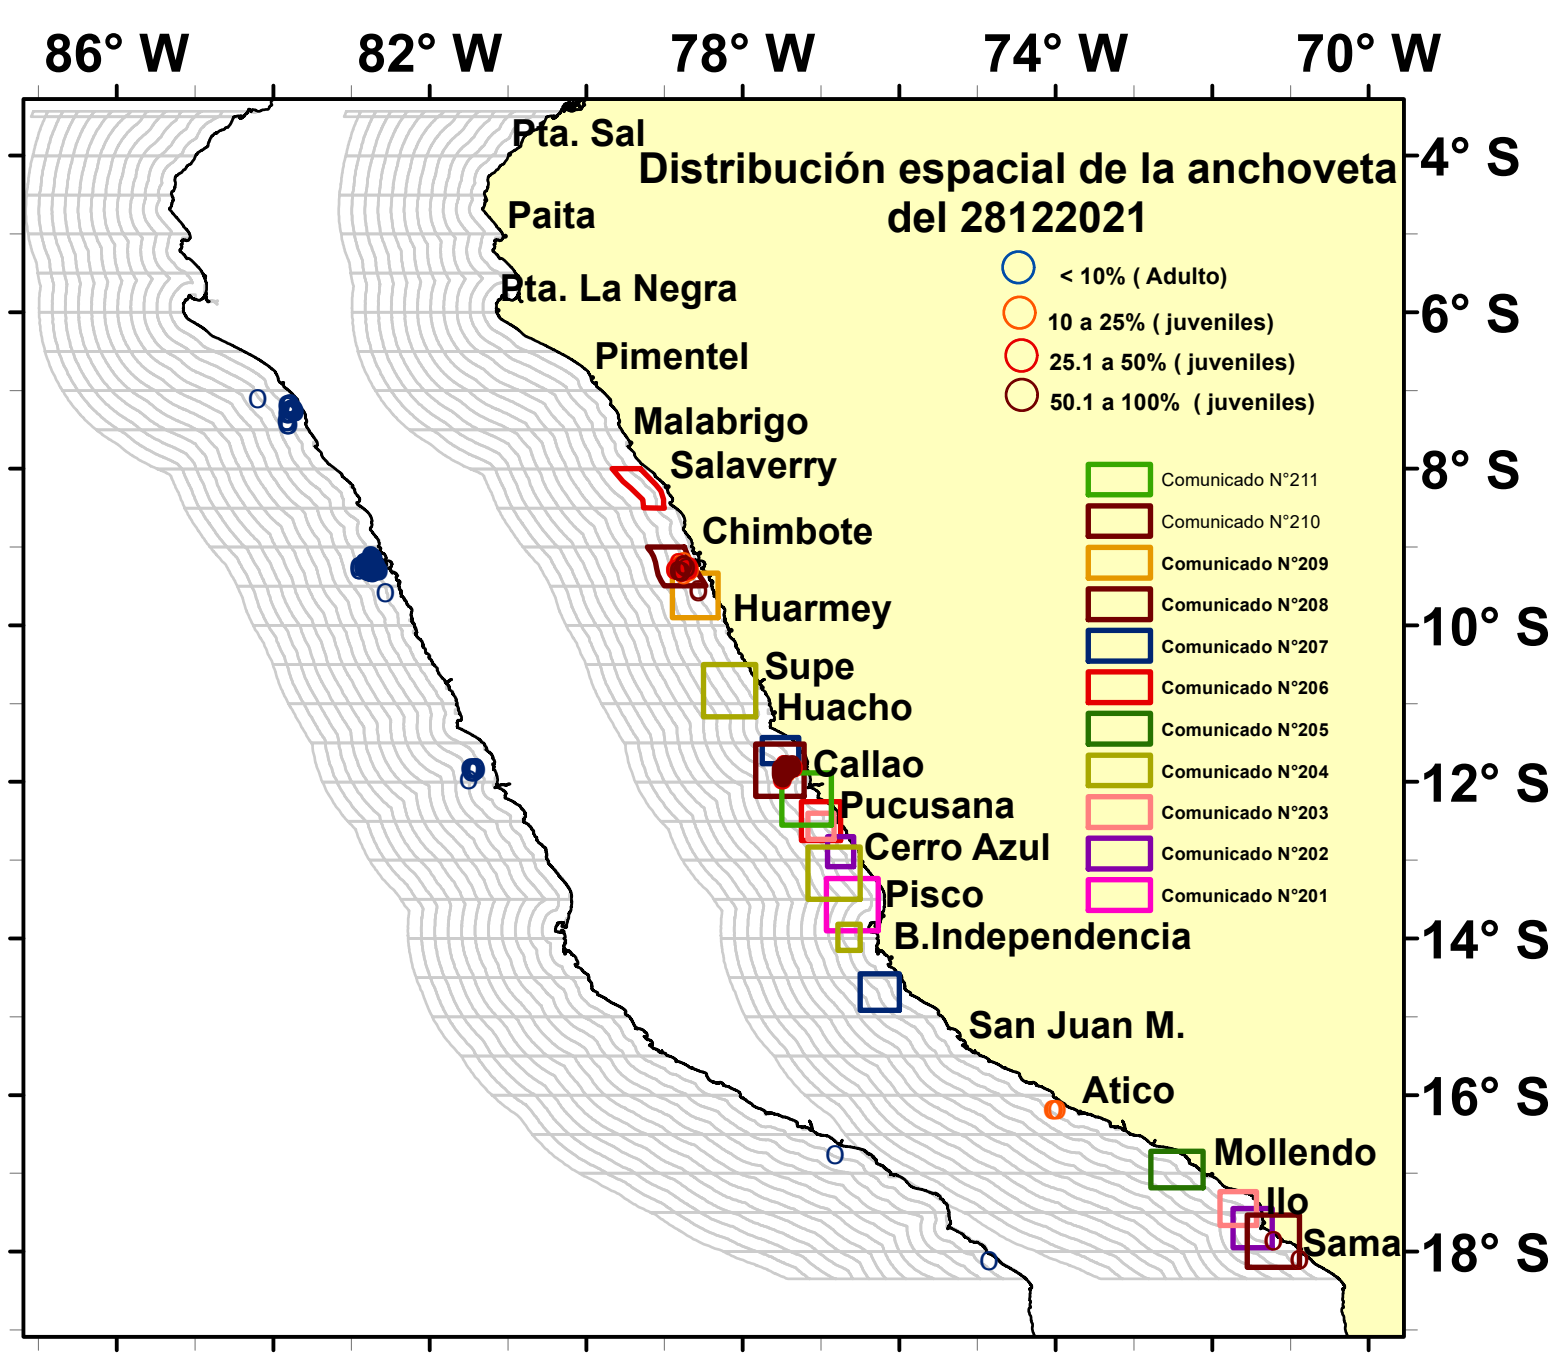 86° W 82° W 78° W 74° W 70° W
Pta. Sal
4° S
Distribución espacial de la anchoveta
del 28122021
Paita
< 10% ( Adulto)
Pta. La Negra
6° S
10 a 25% ( juveniles)
25.1 a 50% ( juveniles)
50.1 a 100% ( juveniles)
Pimentel
Malabrigo
Salaverry
8° S
Comunicado N°211
Comunicado N°210
Chimbote
Comunicado N°209
Comunicado N°208
Huarmey
10° S
Comunicado N°207
Supe
Comunicado N°206
Huacho
Comunicado N°205
Callao
Comunicado N°204
12° S
Pucusana
Comunicado N°203
Cerro Azul
Comunicado N°202
Pisco
Comunicado N°201
B.Independencia
14° S
San Juan M.
Atico
16° S
Mollendo
Ilo
Sama
18° S